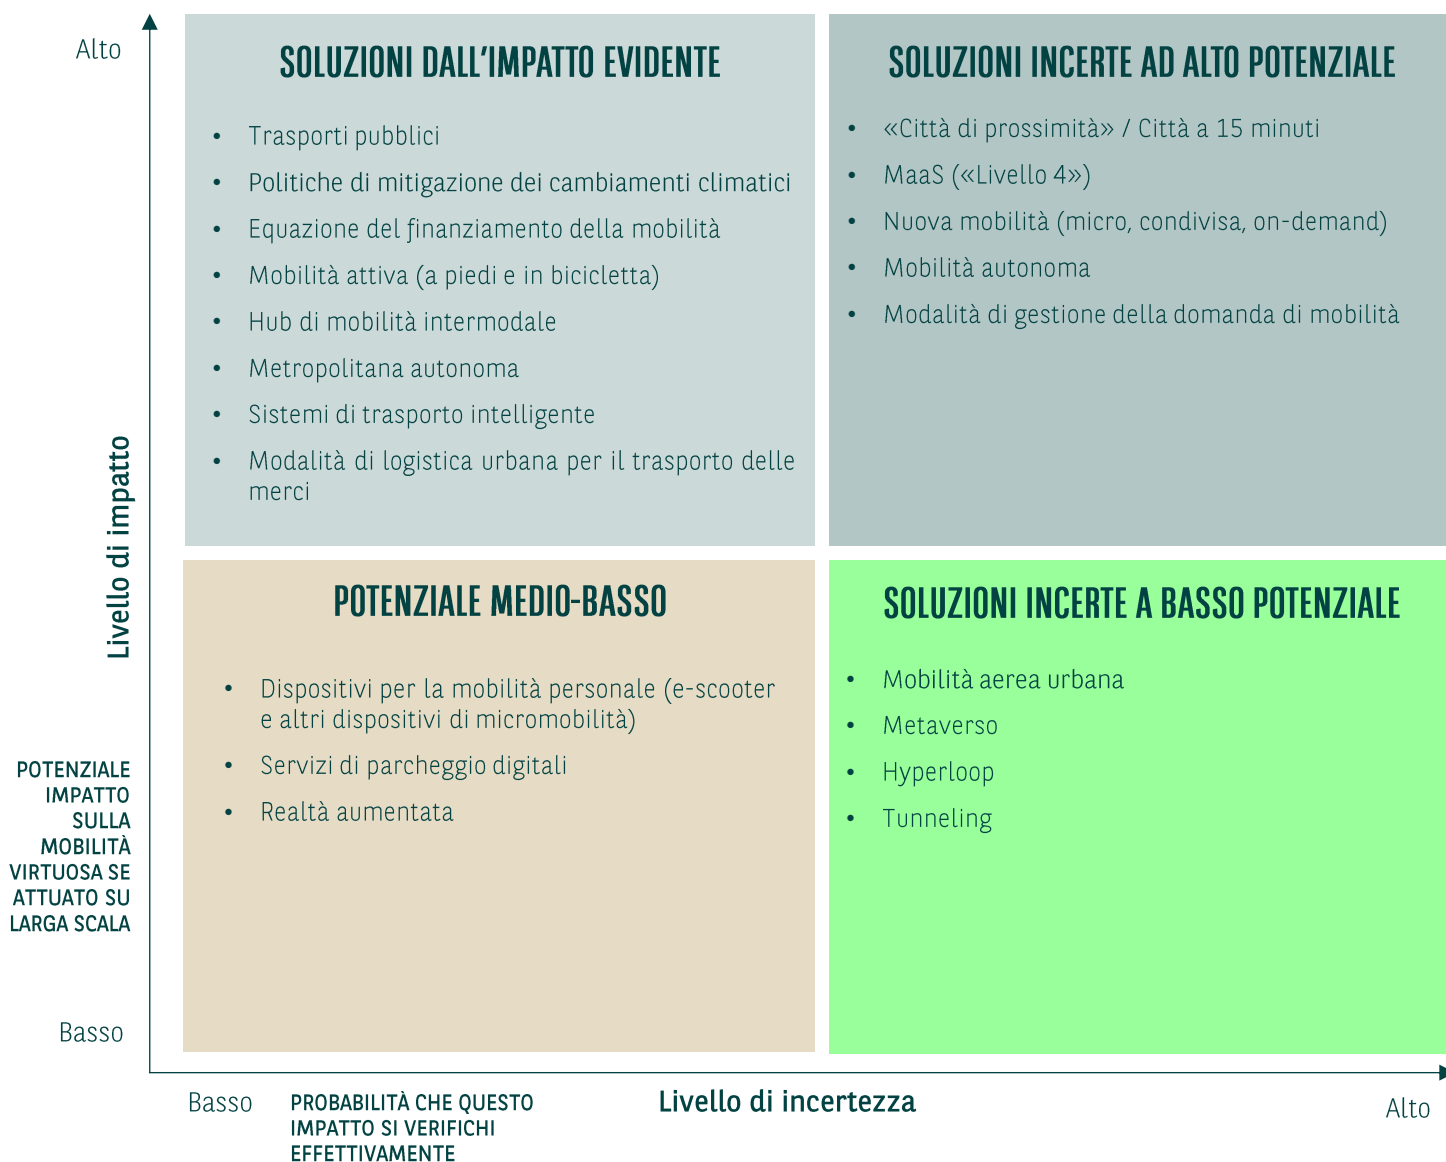 Alto
SOLUZIONI DALL'IMPATTO EVIDENTE
• Trasporti pubblici
• Politiche di mitigazione dei cambiamenti climatici
• Equazione del finanziamento della mobilità
• Mobilità attiva (a piedi e in bicicletta)
• Hub di mobilità intermodale
• Metropolitana autonoma
• Sistemi di trasporto intelligente
• Modalità di logistica urbana per il trasporto delle
merci
SOLUZIONI INCERTE AD ALTO POTENZIALE
• «Città di prossimità» / Città a 15 minuti
• MaaS («Livello 4»)
• Nuova mobilità (micro, condivisa, on-demand)
• Mobilità autonoma
• Modalità di gestione della domanda di mobilità
Livello di impatto
POTENZIALE
IMPATTO
SULLA
MOBILITÀ
VIRTUOSA SE
ATTUATO SU
LARGA SCALA
Basso
POTENZIALE MEDIO-BASSO
• Dispositivi per la mobilità personale (e-scooter
e altri dispositivi di micromobilità)
• Servizi di parcheggio digitali
• Realtà aumentata
SOLUZIONI INCERTE A BASSO POTENZIALE
• Mobilità aerea urbana
• Metaverso
• Hyperloop
• Tunneling
Basso
PROBABILITÀ CHE QUESTO
IMPATTO SI VERIFICHI
EFFETTIVAMENTE
Livello di incertezza
Alto